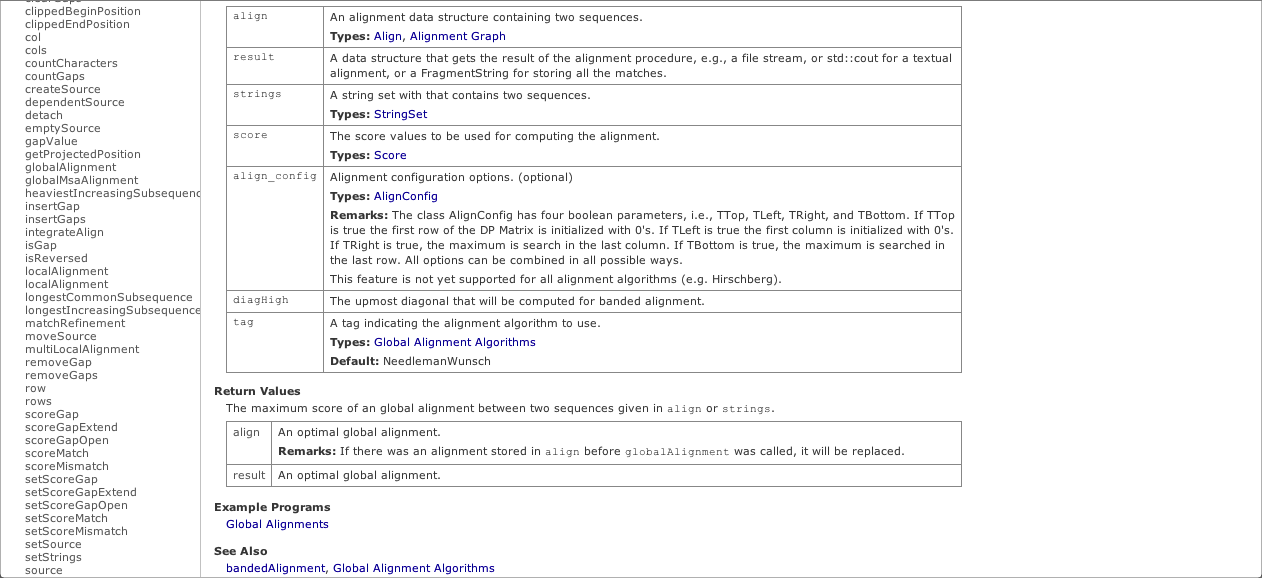 clippedBeginPosition
clippedEndPosition
col
cols
countCharacters
countGaps
createSource
dependentSource
detach
emptySource
gapValue
getProjectedPosition
globalAlignment
globalMsaAlignment
heaviestIncreasingSubsequenc
insertGap
insertGaps
integrateAlign
isGap
isReversed
localAlignment
localAlignment
longestCommonSubsequence
longestIncreasingSubsequence
matchRefinement
moveSource
multiLocalAlignment
removeGap
removeGaps
row
rows
scoreGap
scoreGapExtend
scoreGapOpen
scoreMatch
scoreMismatch
setScoreGap
setScoreGapExtend
setScoreGapOpen
setScoreMatch
setScoreMismatch
setSource
setStrings
source
align An alignment data structure containing two sequences.
Types: Align, Alignment Graph
result A data structure that gets the result of the alignment procedure, e.g., a file stream, or std::cout for a textual
alignment, or a FragmentString for storing all the matches.
strings A string set with that contains two sequences.
Types: StringSet
score The score values to be used for computing the alignment.
Types: Score
align_config Alignment configuration options. (optional)
Types: AlignConfig
Remarks: The class AlignConfig has four boolean parameters, i.e., TTop, TLeft, TRight, and TBottom. If TTop
is true the first row of the DP Matrix is initialized with 0's. If TLeft is true the first column is initialized with 0's.
If TRight is true, the maximum is search in the last column. If TBottom is true, the maximum is searched in
the last row. All options can be combined in all possible ways.
This feature is not yet supported for all alignment algorithms (e.g. Hirschberg).
diagHigh The upmost diagonal that will be computed for banded alignment.
tag A tag indicating the alignment algorithm to use.
Types: Global Alignment Algorithms
Default: NeedlemanWunsch
Return Values
The maximum score of an global alignment between two sequences given in align or strings.
align An optimal global alignment.
Remarks: If there was an alignment stored in align before globalAlignment was called, it will be replaced.
result An optimal global alignment.
Example Programs
Global Alignments
See Also
bandedAlignment, Global Alignment Algorithms